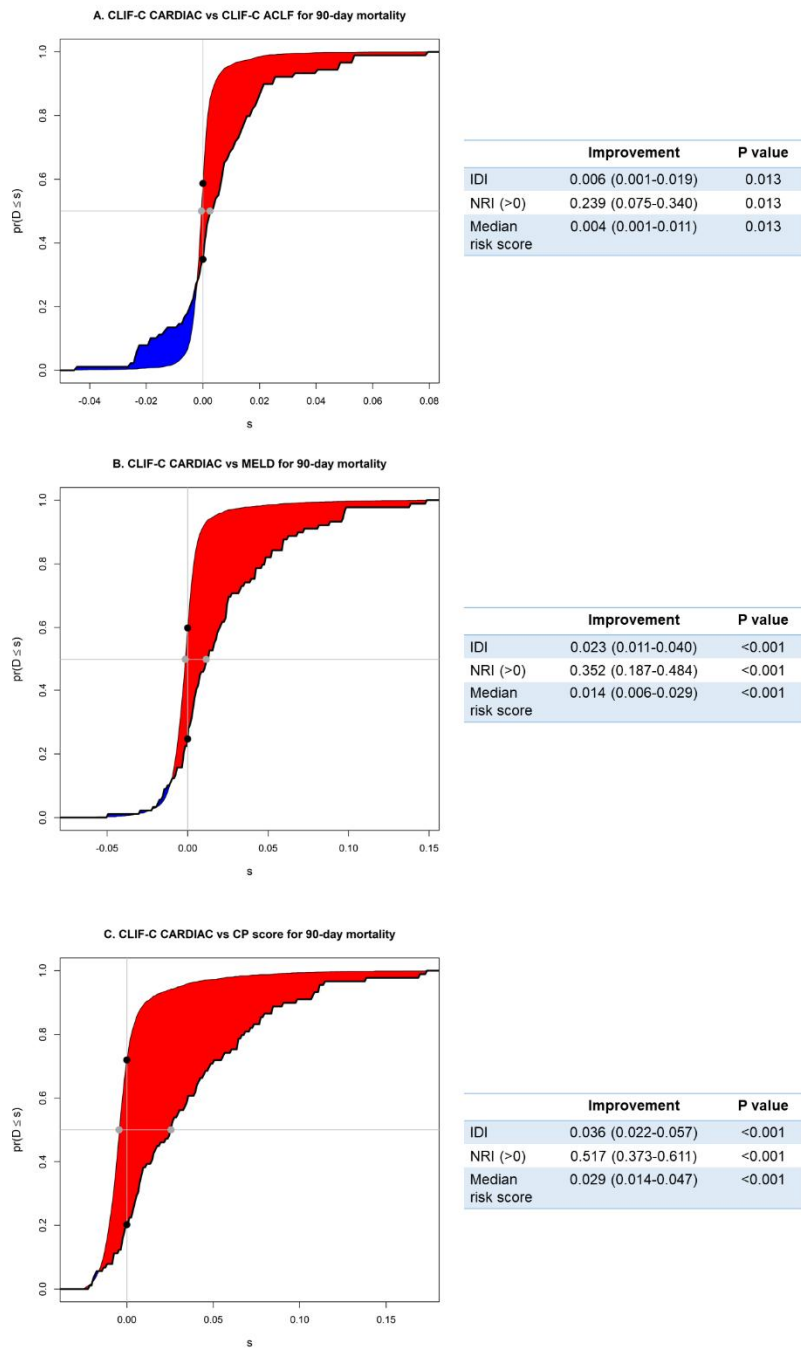 A. CLIF-C CARDIAC vs CLIF-C ACLF for 90-day mortality
pr(D ≤ s)
1.0
0.8
0.6
0.4
0.2
0.0
-0.04 -0.02 0.00 0.02 0.04 0.06 0.08
s
Improvement P value
IDI 0.006 (0.001-0.019) 0.013
NRI (>0) 0.239 (0.075-0.340) 0.013
Median 0.004 (0.001-0.011) 0.013
risk score
B. CLIF-C CARDIAC vs MELD for 90-day mortality
pr(D ≤ s)
1.0
0.8
0.6
0.4
0.2
0.0
-0.05 0.00 0.05 0.10 0.15
s
Improvement P value
IDI 0.023 (0.011-0.040) <0.001
NRI (>0) 0.352 (0.187-0.484) <0.001
Median 0.014 (0.006-0.029) <0.001
risk score
C. CLIF-C CARDIAC vs CP score for 90-day mortality
pr(D ≤ s)
1.0
0.8
0.6
0.4
0.2
0.0
0.00 0.05 0.10 0.15
s
Improvement P value
IDI 0.036 (0.022-0.057) <0.001
NRI (>0) 0.517 (0.373-0.611) <0.001
Median 0.029 (0.014-0.047) <0.001
risk score